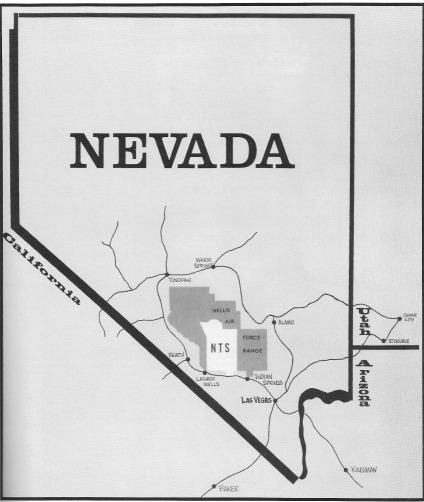 NEVADA
California
WARM
SPRINGS
TONOPAH
NELLIS
AIR
FORCE
RANGE
NTS
ALAMO
Utah
CEDAR
CITY
ST GEORGE
Arizona
BEATTY
LATHROP
WELLS
INDIAN
SPRINGS
LAS VEGAS
KINGMAN
BAKER